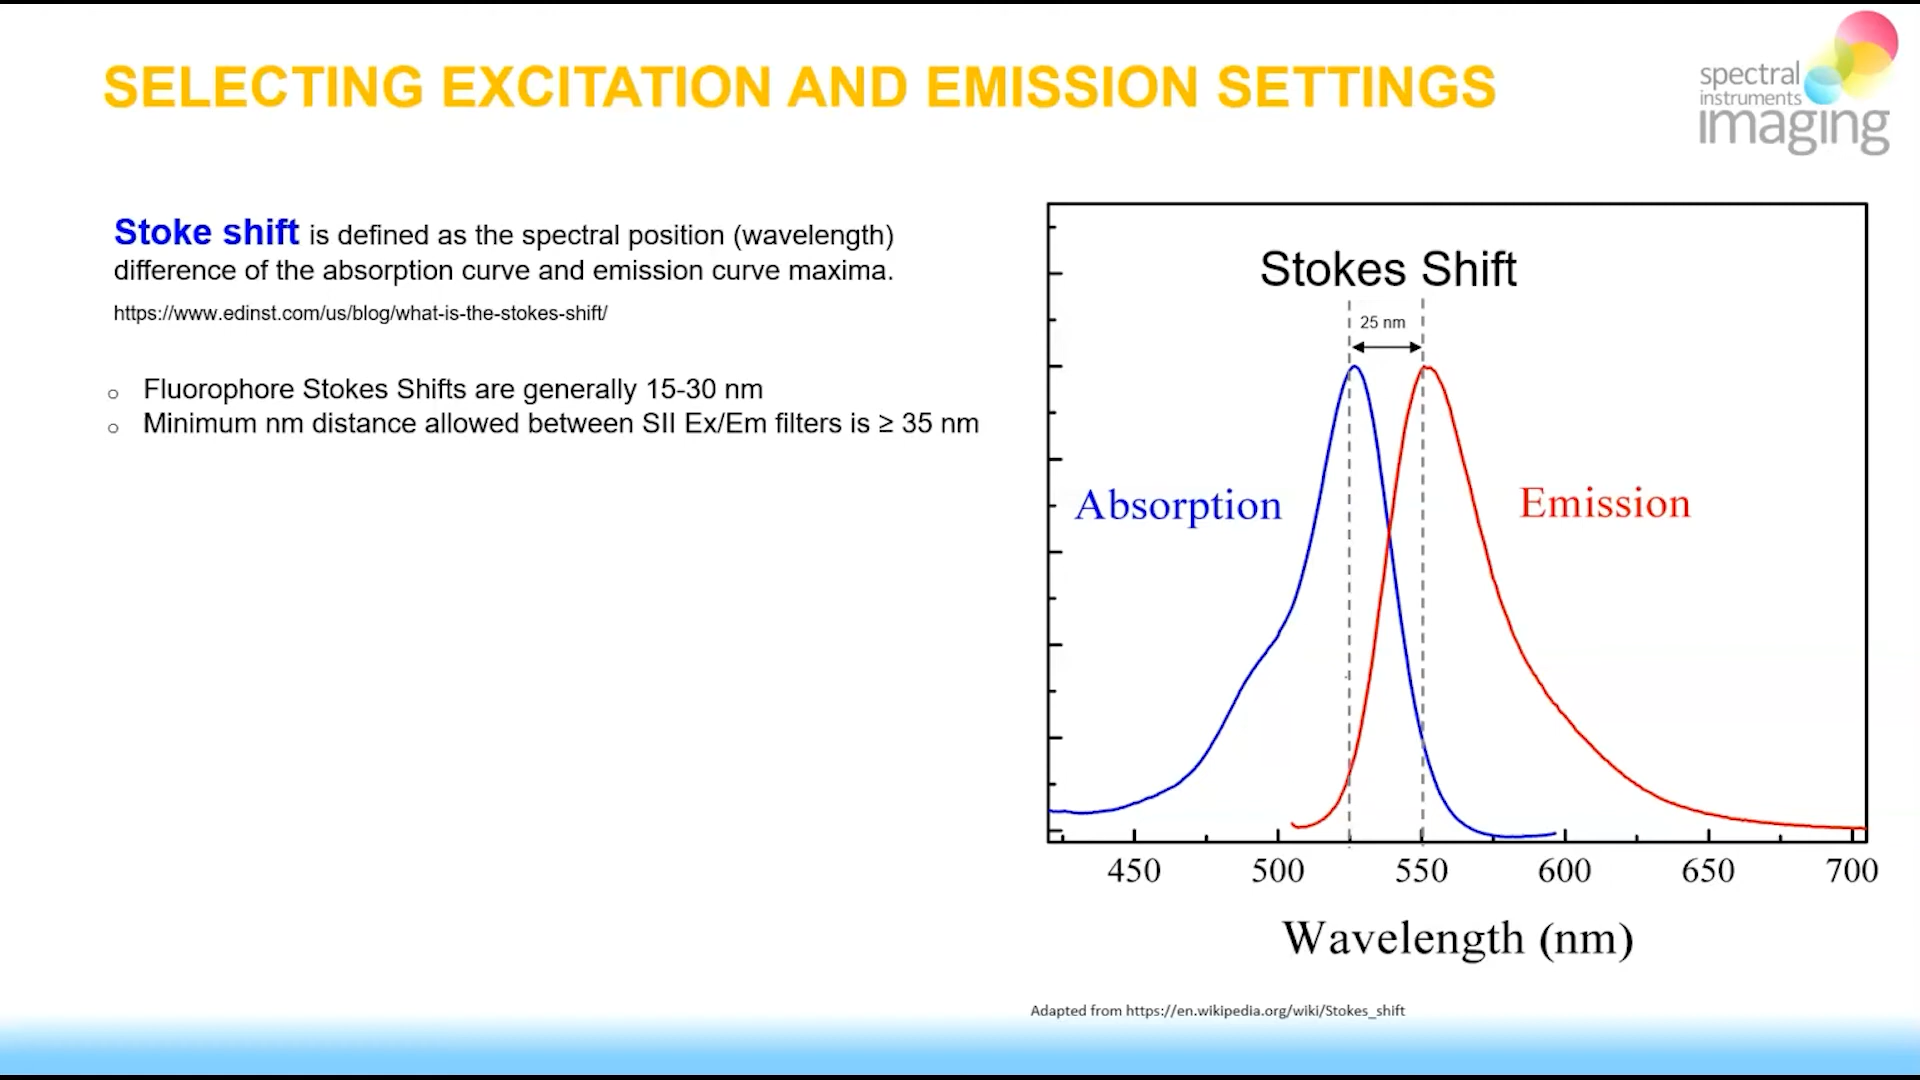 SELECTING EXCITATION AND EMISSION SETTINGS
spectral
instruments
imaging
Stoke shift is defined as the spectral position (wavelength)
difference of the absorption curve and emission curve maxima.
https://www.edinst.com/us/blog/what-is-the-stokes-shift/
o Fluorophore Stokes Shifts are generally 15-30 nm
o Minimum nm distance allowed between SII Ex/Em filters is ≥ 35 nm
Stokes Shift
25 nm
Absorption
Emission
450 500 550 600 650 700
Wavelength (nm)
Adapted from https://en.wikipedia.org/wiki/Stokes_shift